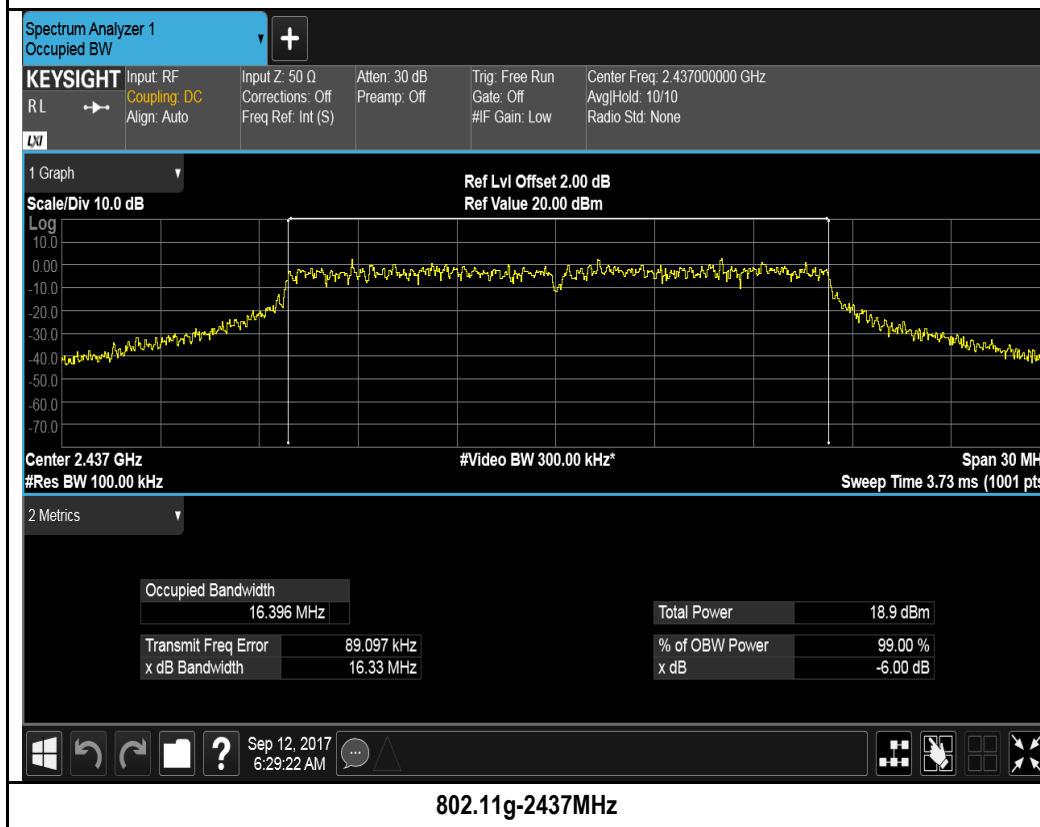 Spectrum Analyzer 1
Occupied BW
KEYSIGHT
R L
LXI
Input: RF
Coupling: DC
Align: Auto
Input Z: 50 Ω
Corrections: Off
Freq Ref: Int (S)
Atten: 30 dB
Preamp: Off
Trig: Free Run
Gate: Off
#IF Gain: Low
Center Freq: 2.437000000 GHz
Avg|Hold: 10/10
Radio Std: None
1 Graph
Scale/Div 10.0 dB
Ref Lvl Offset 2.00 dB
Ref Value 20.00 dBm
Log
10.0
0.00
-10.0
-20.0
-30.0
-40.0
-50.0
-60.0
-70.0
Center 2.437 GHz
#Video BW 300.00 kHz*
Span 30 MH
#Res BW 100.00 kHz
Sweep Time 3.73 ms (1001 pts
2 Metrics
Occupied Bandwidth
16.396 MHz
Total Power 18.9 dBm
Transmit Freq Error 89.097 kHz
% of OBW Power 99.00 %
x dB Bandwidth 16.33 MHz
x dB -6.00 dB
?
Sep 12, 2017
6:29:22 AM
802.11g-2437MHz